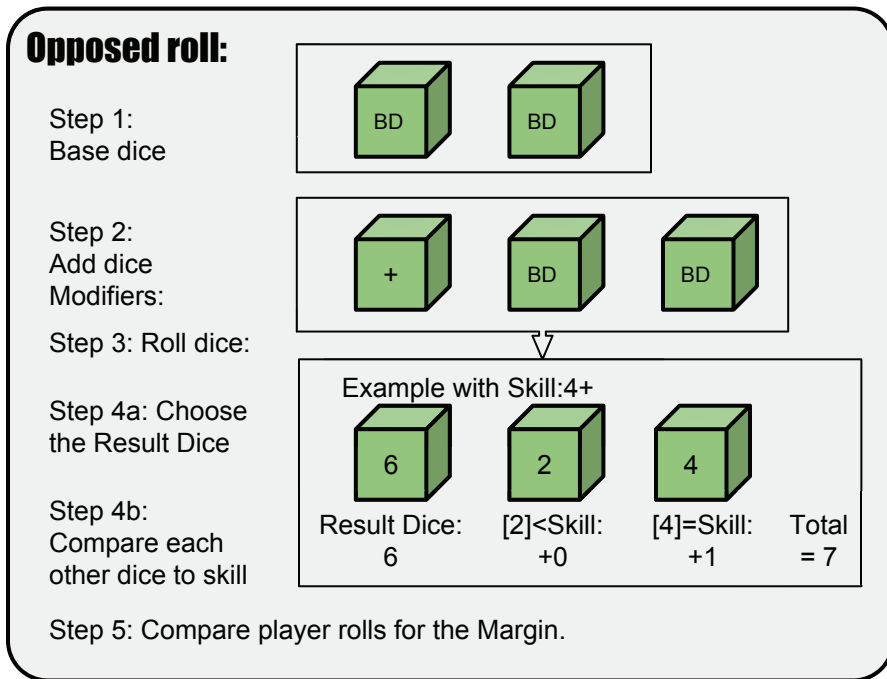 Opposed roll:
Step 1:
Base dice
BD BD
Step 2:
Add dice
Modifiers:
+ BD BD
Step 3: Roll dice:
Example with Skill:4+
Step 4a: Choose
the Result Dice
6 2 4
Step 4b:
Compare each
other dice to skill
Result Dice: [2]<Skill: [4]=Skill: Total
6 +0 +1 = 7
Step 5: Compare player rolls for the Margin.